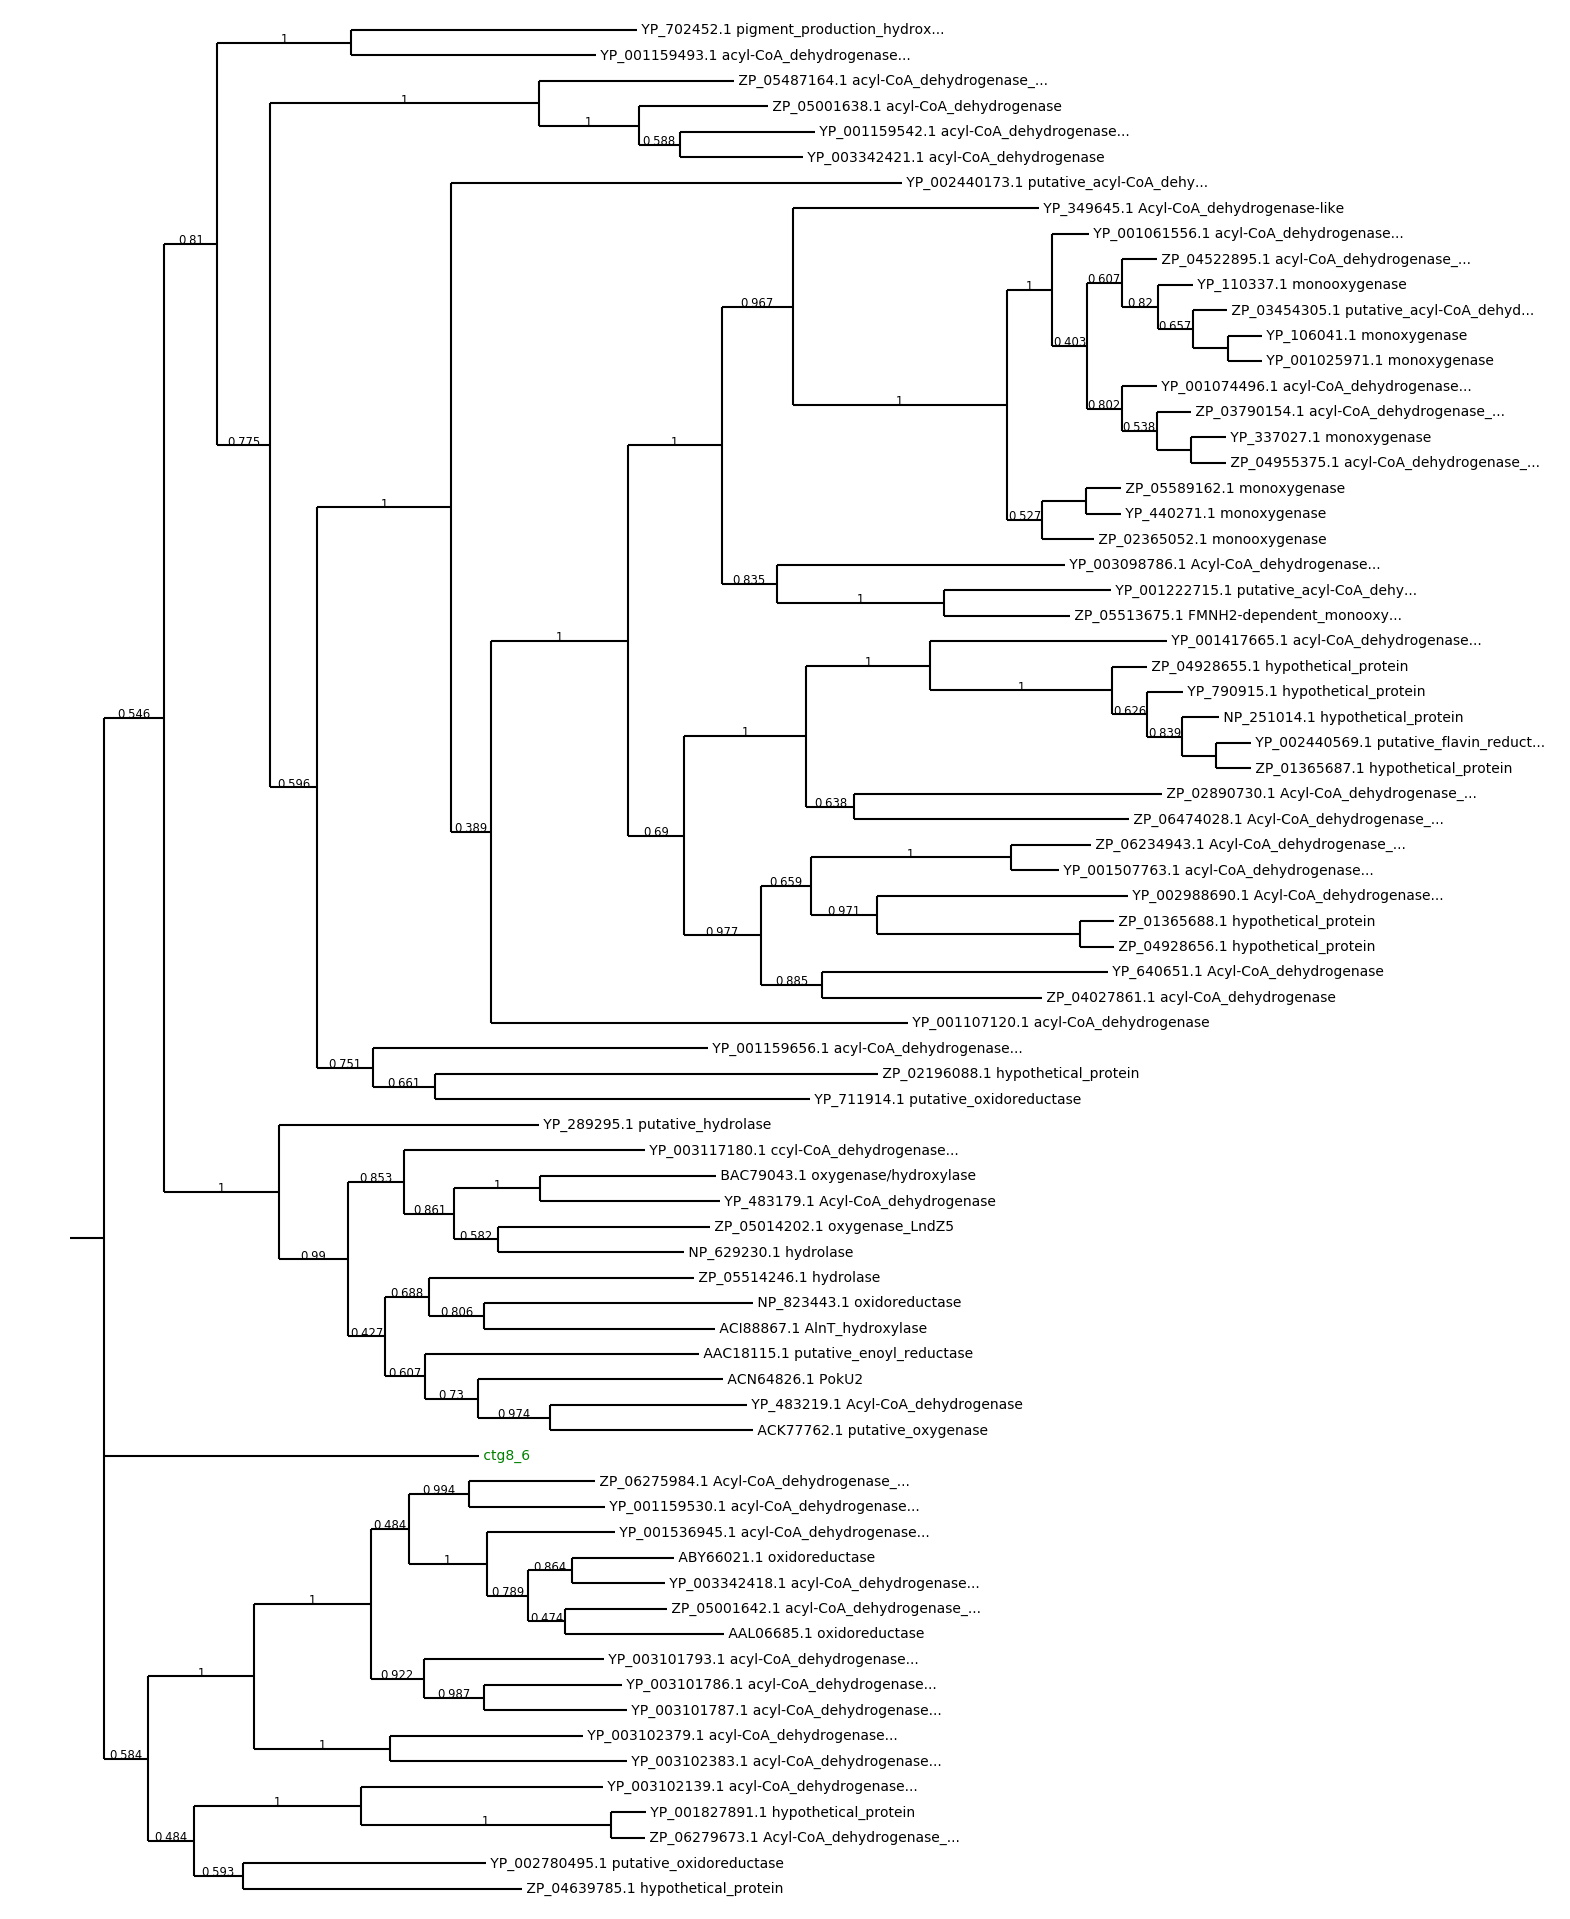 YP_702452.1 pigment_production_hydrox...
1
YP_001159493.1 acyl-CoA_dehydrogenase...
ZP_05487164.1 acyl-CoA_dehydrogenase_...
1
ZP_05001638.1 acyl-CoA_dehydrogenase
1
YP_001159542.1 acyl-CoA_dehydrogenase...
0.588
YP_003342421.1 acyl-CoA_dehydrogenase
YP_002440173.1 putative_acyl-CoA_dehy...
YP_349645.1 Acyl-CoA_dehydrogenase-like
YP_001061556.1 acyl-CoA_dehydrogenase...
0.81
ZP_04522895.1 acyl-CoA_dehydrogenase_...
0.607
1
YP_110337.1 monooxygenase
0.967
0.82
ZP_03454305.1 putative_acyl-CoA_dehyd...
0.657
YP_106041.1 monoxygenase
0.403
YP_001025971.1 monoxygenase
YP_001074496.1 acyl-CoA_dehydrogenase...
1
0.802
ZP_03790154.1 acyl-CoA_dehydrogenase_...
0.538
YP_337027.1 monoxygenase
0.775
1
ZP_04955375.1 acyl-CoA_dehydrogenase_...
ZP_05589162.1 monoxygenase
1
YP_440271.1 monoxygenase
0.527
ZP_02365052.1 monooxygenase
YP_003098786.1 Acyl-CoA_dehydrogenase...
0.835
YP_001222715.1 putative_acyl-CoA_dehy...
1
ZP_05513675.1 FMNH2-dependent_monooxy...
1
YP_001417665.1 acyl-CoA_dehydrogenase...
1
ZP_04928655.1 hypothetical_protein
1
YP_790915.1 hypothetical_protein
0.626
0.546
NP_251014.1 hypothetical_protein
1
0.839
YP_002440569.1 putative_flavin_reduct...
ZP_01365687.1 hypothetical_protein
0.596
ZP_02890730.1 Acyl-CoA_dehydrogenase_...
0.638
ZP_06474028.1 Acyl-CoA_dehydrogenase_...
0.389
0.69
ZP_06234943.1 Acyl-CoA_dehydrogenase_...
1
YP_001507763.1 acyl-CoA_dehydrogenase...
0.659
YP_002988690.1 Acyl-CoA_dehydrogenase...
0.971
ZP_01365688.1 hypothetical_protein
0.977
ZP_04928656.1 hypothetical_protein
YP_640651.1 Acyl-CoA_dehydrogenase
0.885
ZP_04027861.1 acyl-CoA_dehydrogenase
YP_001107120.1 acyl-CoA_dehydrogenase
YP_001159656.1 acyl-CoA_dehydrogenase...
0.751
ZP_02196088.1 hypothetical_protein
0.661
YP_711914.1 putative_oxidoreductase
YP_289295.1 putative_hydrolase
YP_003117180.1 ccyl-CoA_dehydrogenase...
0.853
BAC79043.1 oxygenase/hydroxylase
1
1
YP_483179.1 Acyl-CoA_dehydrogenase
0.861
ZP_05014202.1 oxygenase_LndZ5
0.582
NP_629230.1 hydrolase
0.99
ZP_05514246.1 hydrolase
0.688
NP_823443.1 oxidoreductase
0.806
ACI88867.1 AlnT_hydroxylase
0.427
AAC18115.1 putative_enoyl_reductase
0.607
ACN64826.1 PokU2
0.73
YP_483219.1 Acyl-CoA_dehydrogenase
0.974
ACK77762.1 putative_oxygenase
ctg8_6
ZP_06275984.1 Acyl-CoA_dehydrogenase_...
0.994
YP_001159530.1 acyl-CoA_dehydrogenase...
0.484
YP_001536945.1 acyl-CoA_dehydrogenase...
1
ABY66021.1 oxidoreductase
0.864
YP_003342418.1 acyl-CoA_dehydrogenase...
0.789
1
ZP_05001642.1 acyl-CoA_dehydrogenase_...
0.474
AAL06685.1 oxidoreductase
YP_003101793.1 acyl-CoA_dehydrogenase...
1
0.922
YP_003101786.1 acyl-CoA_dehydrogenase...
0.987
YP_003101787.1 acyl-CoA_dehydrogenase...
YP_003102379.1 acyl-CoA_dehydrogenase...
1
0.584
YP_003102383.1 acyl-CoA_dehydrogenase...
YP_003102139.1 acyl-CoA_dehydrogenase...
1
YP_001827891.1 hypothetical_protein
1
0.484
ZP_06279673.1 Acyl-CoA_dehydrogenase_...
YP_002780495.1 putative_oxidoreductase
0.593
ZP_04639785.1 hypothetical_protein